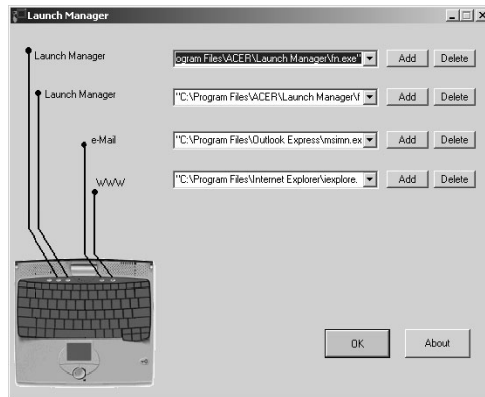 Launch Manager
Launch Manager
ogram Files\ACER\Launch Manager\fn.exe"
Add
Delete
Launch Manager
"C:\Program Files\ACER\Launch Manager\f
Add
Delete
e-Mail
"C:\Program Files\Outlook Express\msimn.ex
Add
Delete
WWW
"C:\Program Files\Internet Explorer\iexplore.
Add
Delete
OK
About